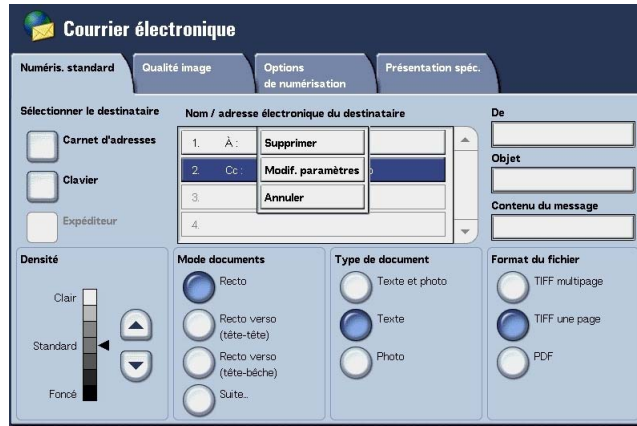 Courrier électronique
Numéris. standard
Qualité image
Options
de numérisation
Présentation spéc.
Sélectionner le destinataire
Carnet d'adresses
Clavier
Expéditeur
Nom / adresse électronique du destinataire
1. À :
2. Cc :
3.
4.
Supprimer
Modif. paramètres
Annuler
De
Objet
Contenu du message
Densité
Clair
Standard
Foncé
Mode documents
Recto
Recto verso
(tête-tête)
Recto verso
(tête-bêche)
Suite...
Type de document
Texte et photo
Texte
Photo
Format du fichier
TIFF multipage
TIFF une page
PDF